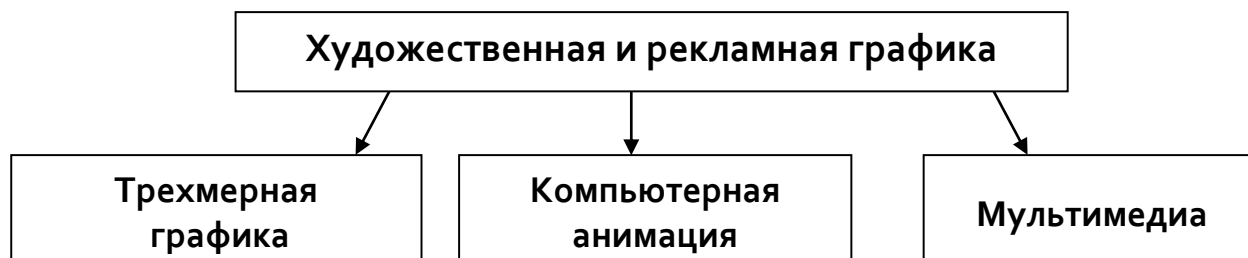 Художественная и рекламная графика
Трехмерная
графика
Компьютерная
анимация
Мультимедиа